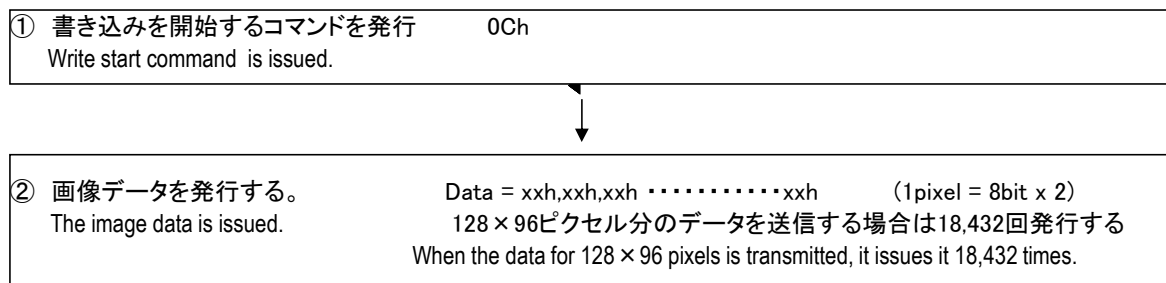 ① 書き込みを開始するコマンドを発行 0Ch
Write start command is issued.
② 画像データを発行する。 Data = xxh,xxh,xxh ・・・・・・・・・・・xxh (1pixel = 8bit x 2)
The image data is issued. 128×96ピクセル分のデータを送信する場合は18,432回発行する
When the data for 128 × 96 pixels is transmitted, it issues it 18,432 times.